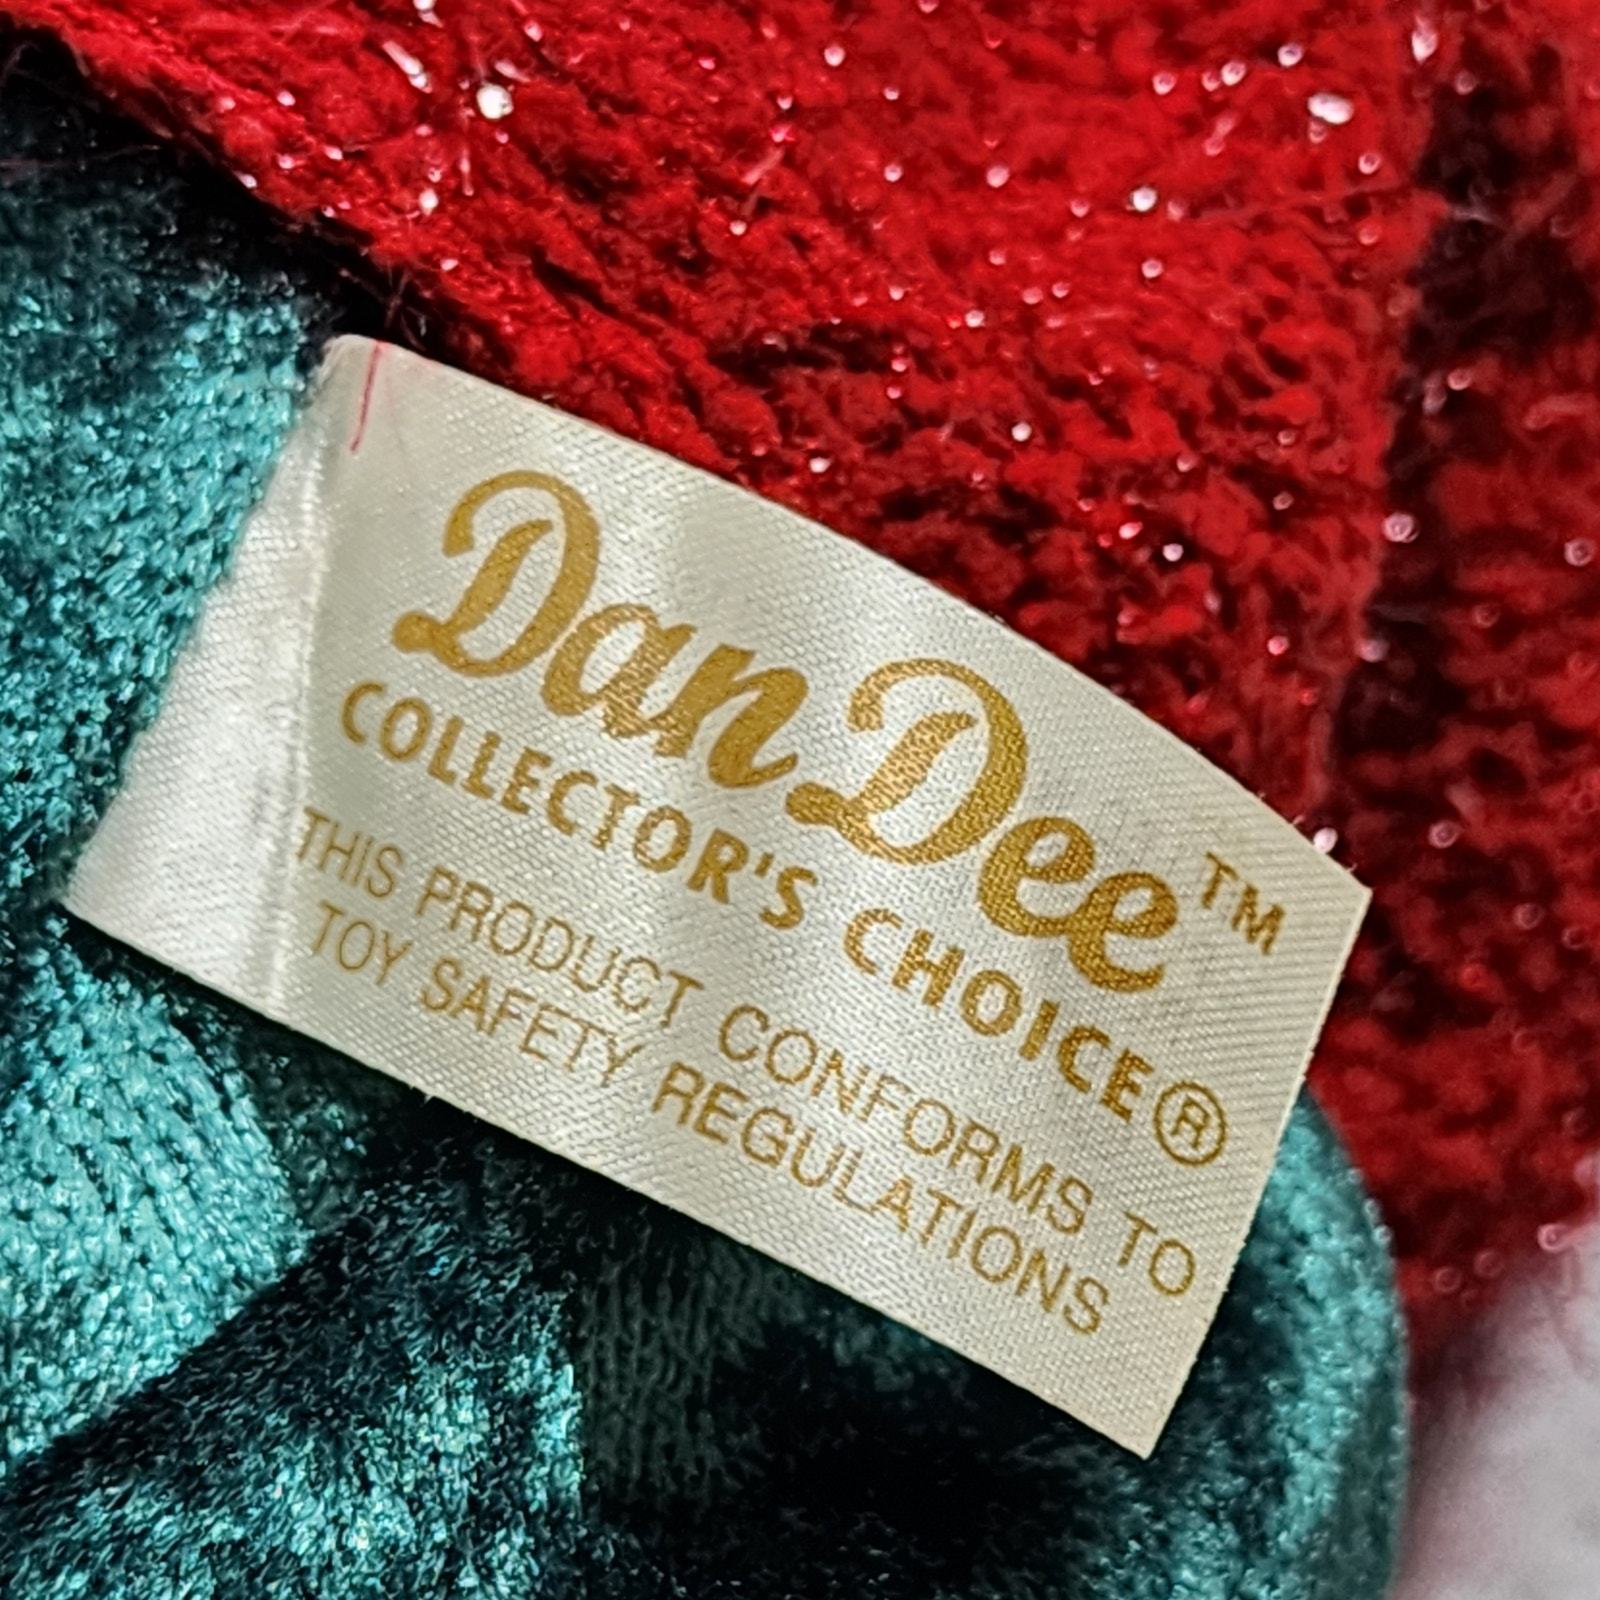 Dan Dee™
COLLECTOR'S CHOICE®
THIS PRODUCT CONFORMS TO
TOY SAFETY REGULATIONS